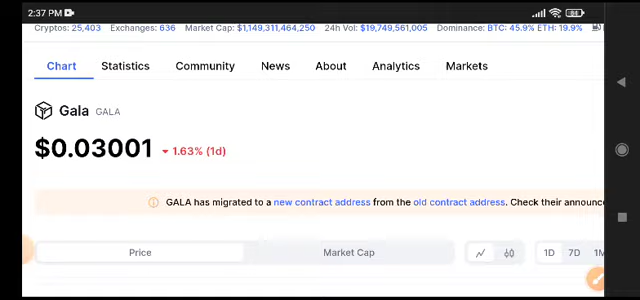 2:37 PM
Cryptos: 25,403 Exchanges: 636 Market Cap: $1,149,311,464,250 24h Vol: $19,749,561,005 Dominance: BTC: 45.9% ETH: 19.9%
Chart Statistics Community News About Analytics Markets
Gala GALA
$0.03001 1.63% (1d)
GALA has migrated to a new contract address from the old contract address. Check their announc
Price Market Cap 1D 7D 1M